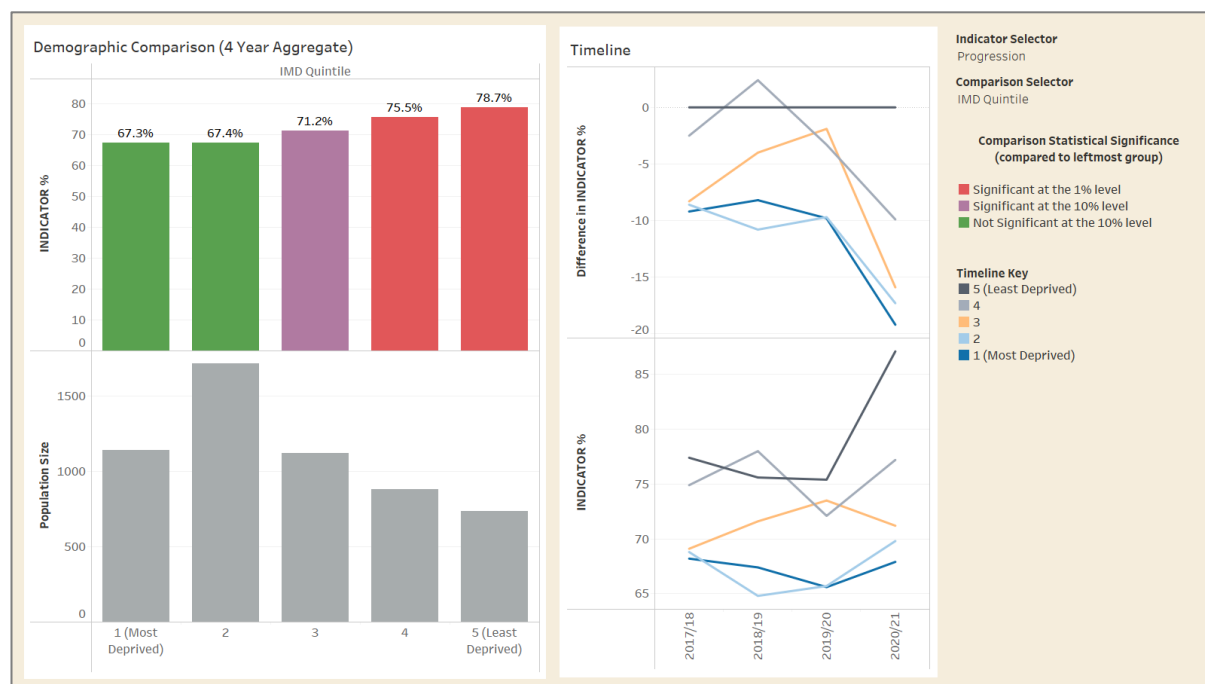 Demographic Comparison (4 Year Aggregate)
IMD Quintile
INDICATOR %
80
70
60
50
40
30
20
10
0
67.3%
67.4%
71.2%
75.5%
78.7%
Population Size
1500
1000
500
0
1 (Most
Deprived)
2
3
4
5 (Least
Deprived)
Timeline
Difference in INDICATOR %
0
-5
-10
-15
-20
INDICATOR %
85
80
75
70
65
2017/18
2018/19
2019/20
2020/21
Indicator Selector
Progression
Comparison Selector
IMD Quintile
Comparison Statistical Significance
(compared to leftmost group)
Significant at the 1% level
Significant at the 10% level
Not Significant at the 10% level
Timeline Key
5 (Least Deprived)
4
3
2
1 (Most Deprived)